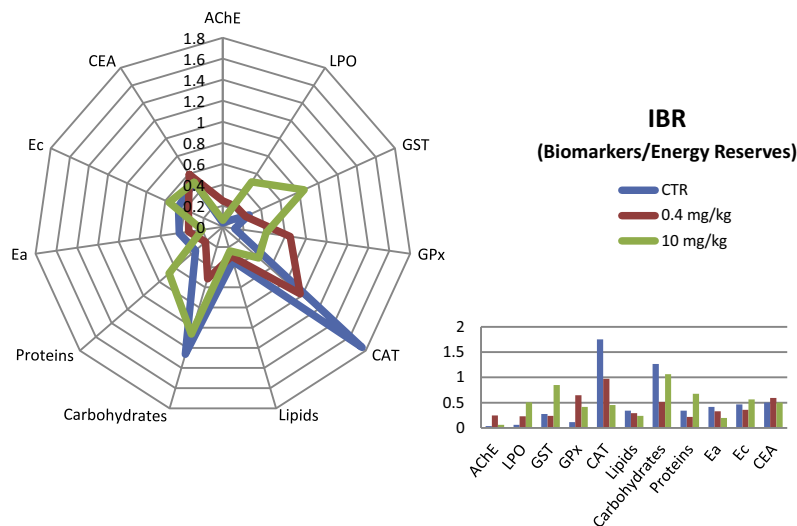 AChE
1.8
1.6
1.4
1.2
1
0.8
0.6
0.4
0.2
0
LPO
GST
GPx
CAT
Lipids
Carbohydrates
Proteins
Ea
Ec
CEA
IBR
(Biomarkers/Energy Reserves)
CTR
0.4 mg/kg
10 mg/kg
2
1.5
1
0.5
0
AChE
LPO
GST
GPx
CAT
Lipids
Carbohydrates
Proteins
Ea
Ec
CEA